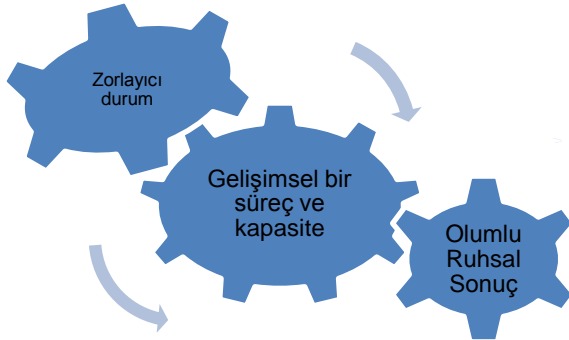 Zorlayıcı
durum
Gelişimsel bir
süreç ve
kapasite
Olumlu
Ruhsal
Sonuç